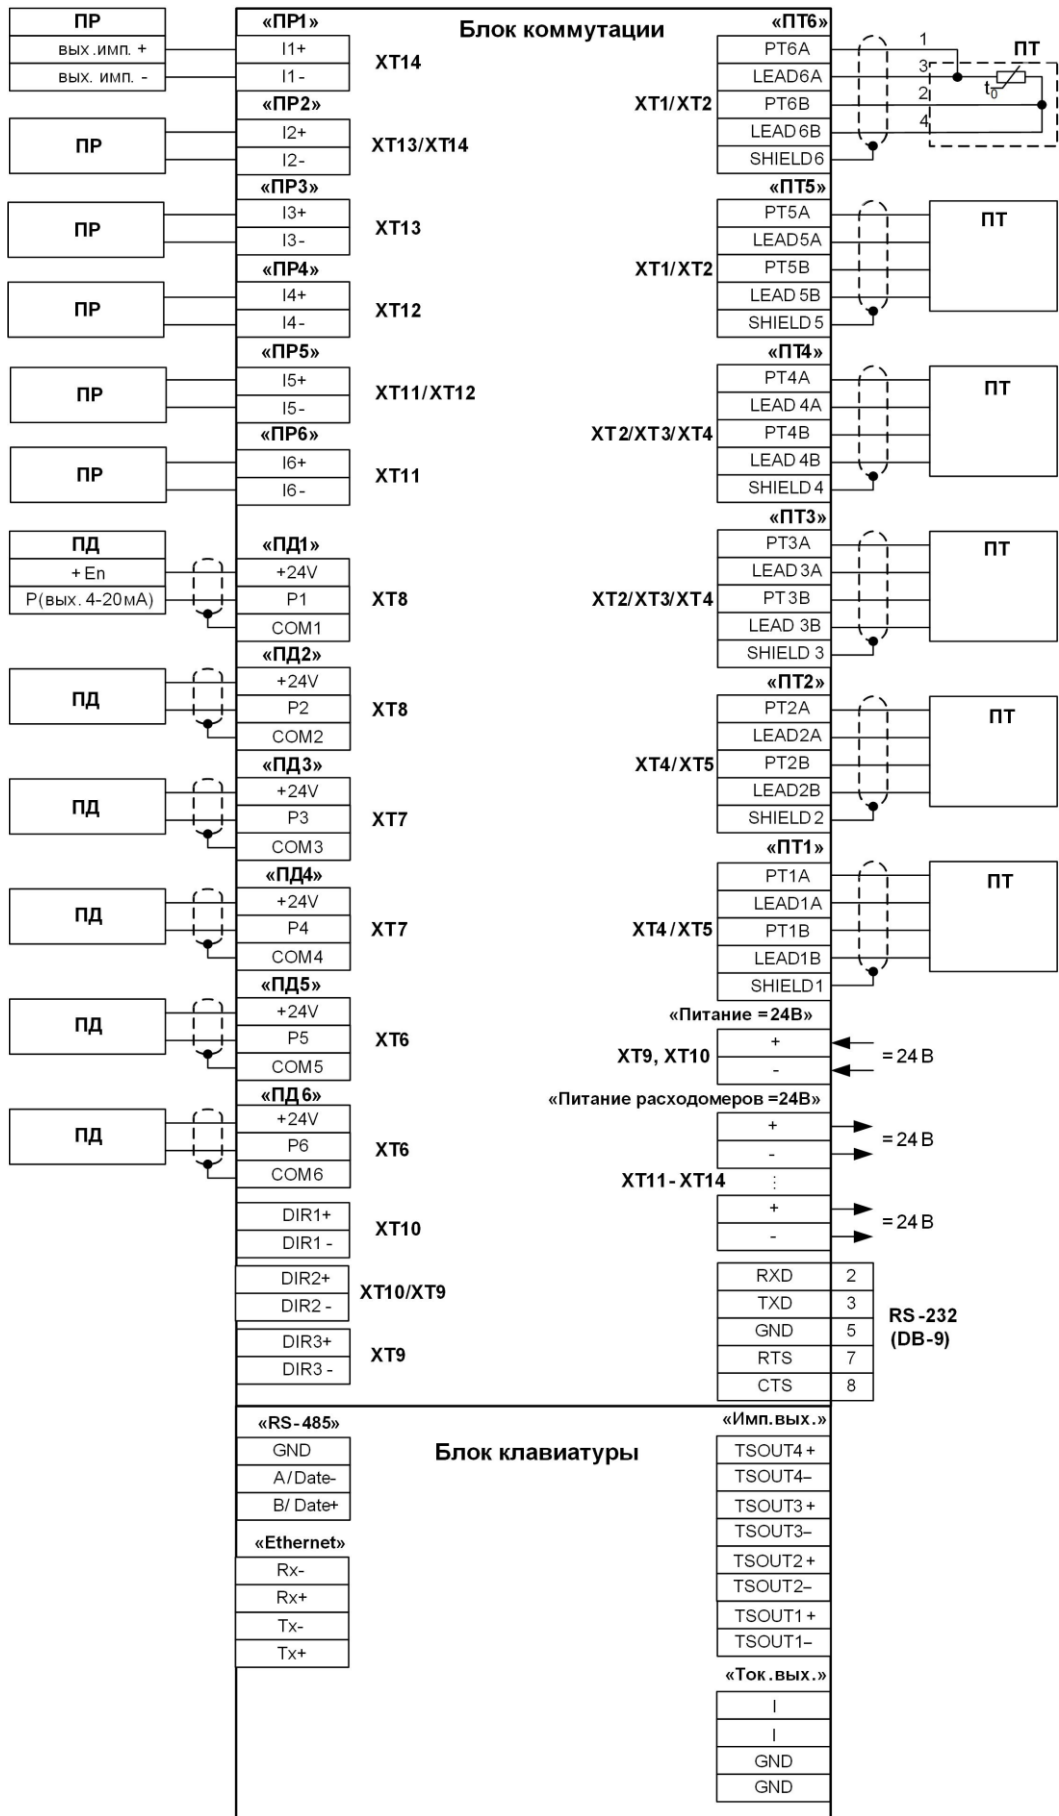 Блок коммутации
ПР
вых.имп. +
вых. имп. -
«ПР1»
I1+
I1-
XT14
«ПР2»
ПР
I2+
I2-
XT13/XT14
«ПР3»
ПР
I3+
I3-
XT13
«ПР4»
ПР
I4+
I4-
XT12
«ПР5»
ПР
I5+
I5-
XT11/XT12
«ПР6»
ПР
I6+
I6-
XT11
ПД
+En
P(вых. 4-20мА)
«ПД1»
+24V
P1
COM1
XT8
«ПД2»
ПД
+24V
P2
COM2
XT8
«ПД3»
ПД
+24V
P3
COM3
XT7
«ПД4»
ПД
+24V
P4
COM4
XT7
«ПД5»
ПД
+24V
P5
COM5
XT6
«ПД6»
ПД
+24V
P6
COM6
XT6
DIR1+
DIR1 -
XT10
DIR2+
DIR2 -
XT10/XT9
DIR3+
DIR3 -
XT9
«ПТ6»
PT6A
LEAD6A
PT6B
LEAD6B
SHIELD6
XT1/XT2
1
3
2
4
t0
ПТ
«ПТ5»
PT5A
LEAD5A
PT5B
LEAD 5B
SHIELD 5
XT1/XT2
ПТ
«ПТ4»
PT4A
LEAD 4A
PT4B
LEAD 4B
SHIELD 4
XT2/XT3/XT4
ПТ
«ПТ3»
PT3A
LEAD 3A
PT 3B
LEAD 3B
SHIELD 3
XT2/XT3/XT4
ПТ
«ПТ2»
PT2A
LEAD2A
PT2B
LEAD2B
SHIELD 2
XT4/XT5
ПТ
«ПТ1»
PT1A
LEAD1A
PT1B
LEAD1B
SHIELD1
XT4/XT5
ПТ
«Питание =24В»
XT9, XT10
+
-
=24В
«Питание расходомеров =24В»
+
-
=24В
XT11-XT14
⋮
+
-
=24В
RXD 2
TXD 3
GND 5
RTS 7
CTS 8
RS-232
(DB-9)
Блок клавиатуры
«RS-485»
GND
A/Date-
B/ Date+
«Ethernet»
Rx-
Rx+
Tx-
Tx+
«Имп.вых.»
TSOUT4+
TSOUT4–
TSOUT3+
TSOUT3–
TSOUT2+
TSOUT2–
TSOUT1+
TSOUT1–
«Ток.вых.»
I
I
GND
GND